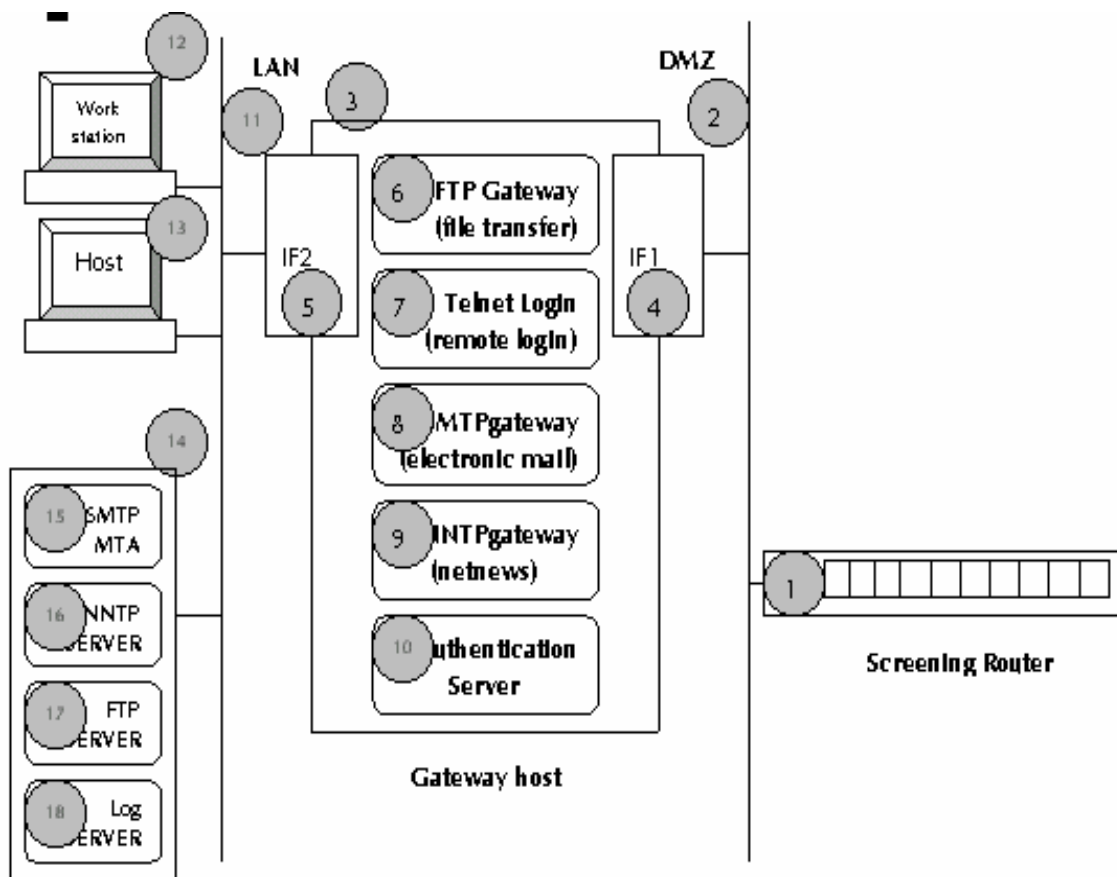 12
LAN
DMZ
3
11
2
Work
station
6
FTP Gateway
(file transfer)
13
Host
IF2
IF1
5
7
Telnet Login
(remote login)
4
8
MTPgateway
(electronic mail)
14
15
SMTP
MTA
9
NTPgateway
(netnews)
1
16
NNTP
SERVER
10
uthentication
Server
Screening Router
17
FTP
ERVER
Gateway host
18
Log
ERVER